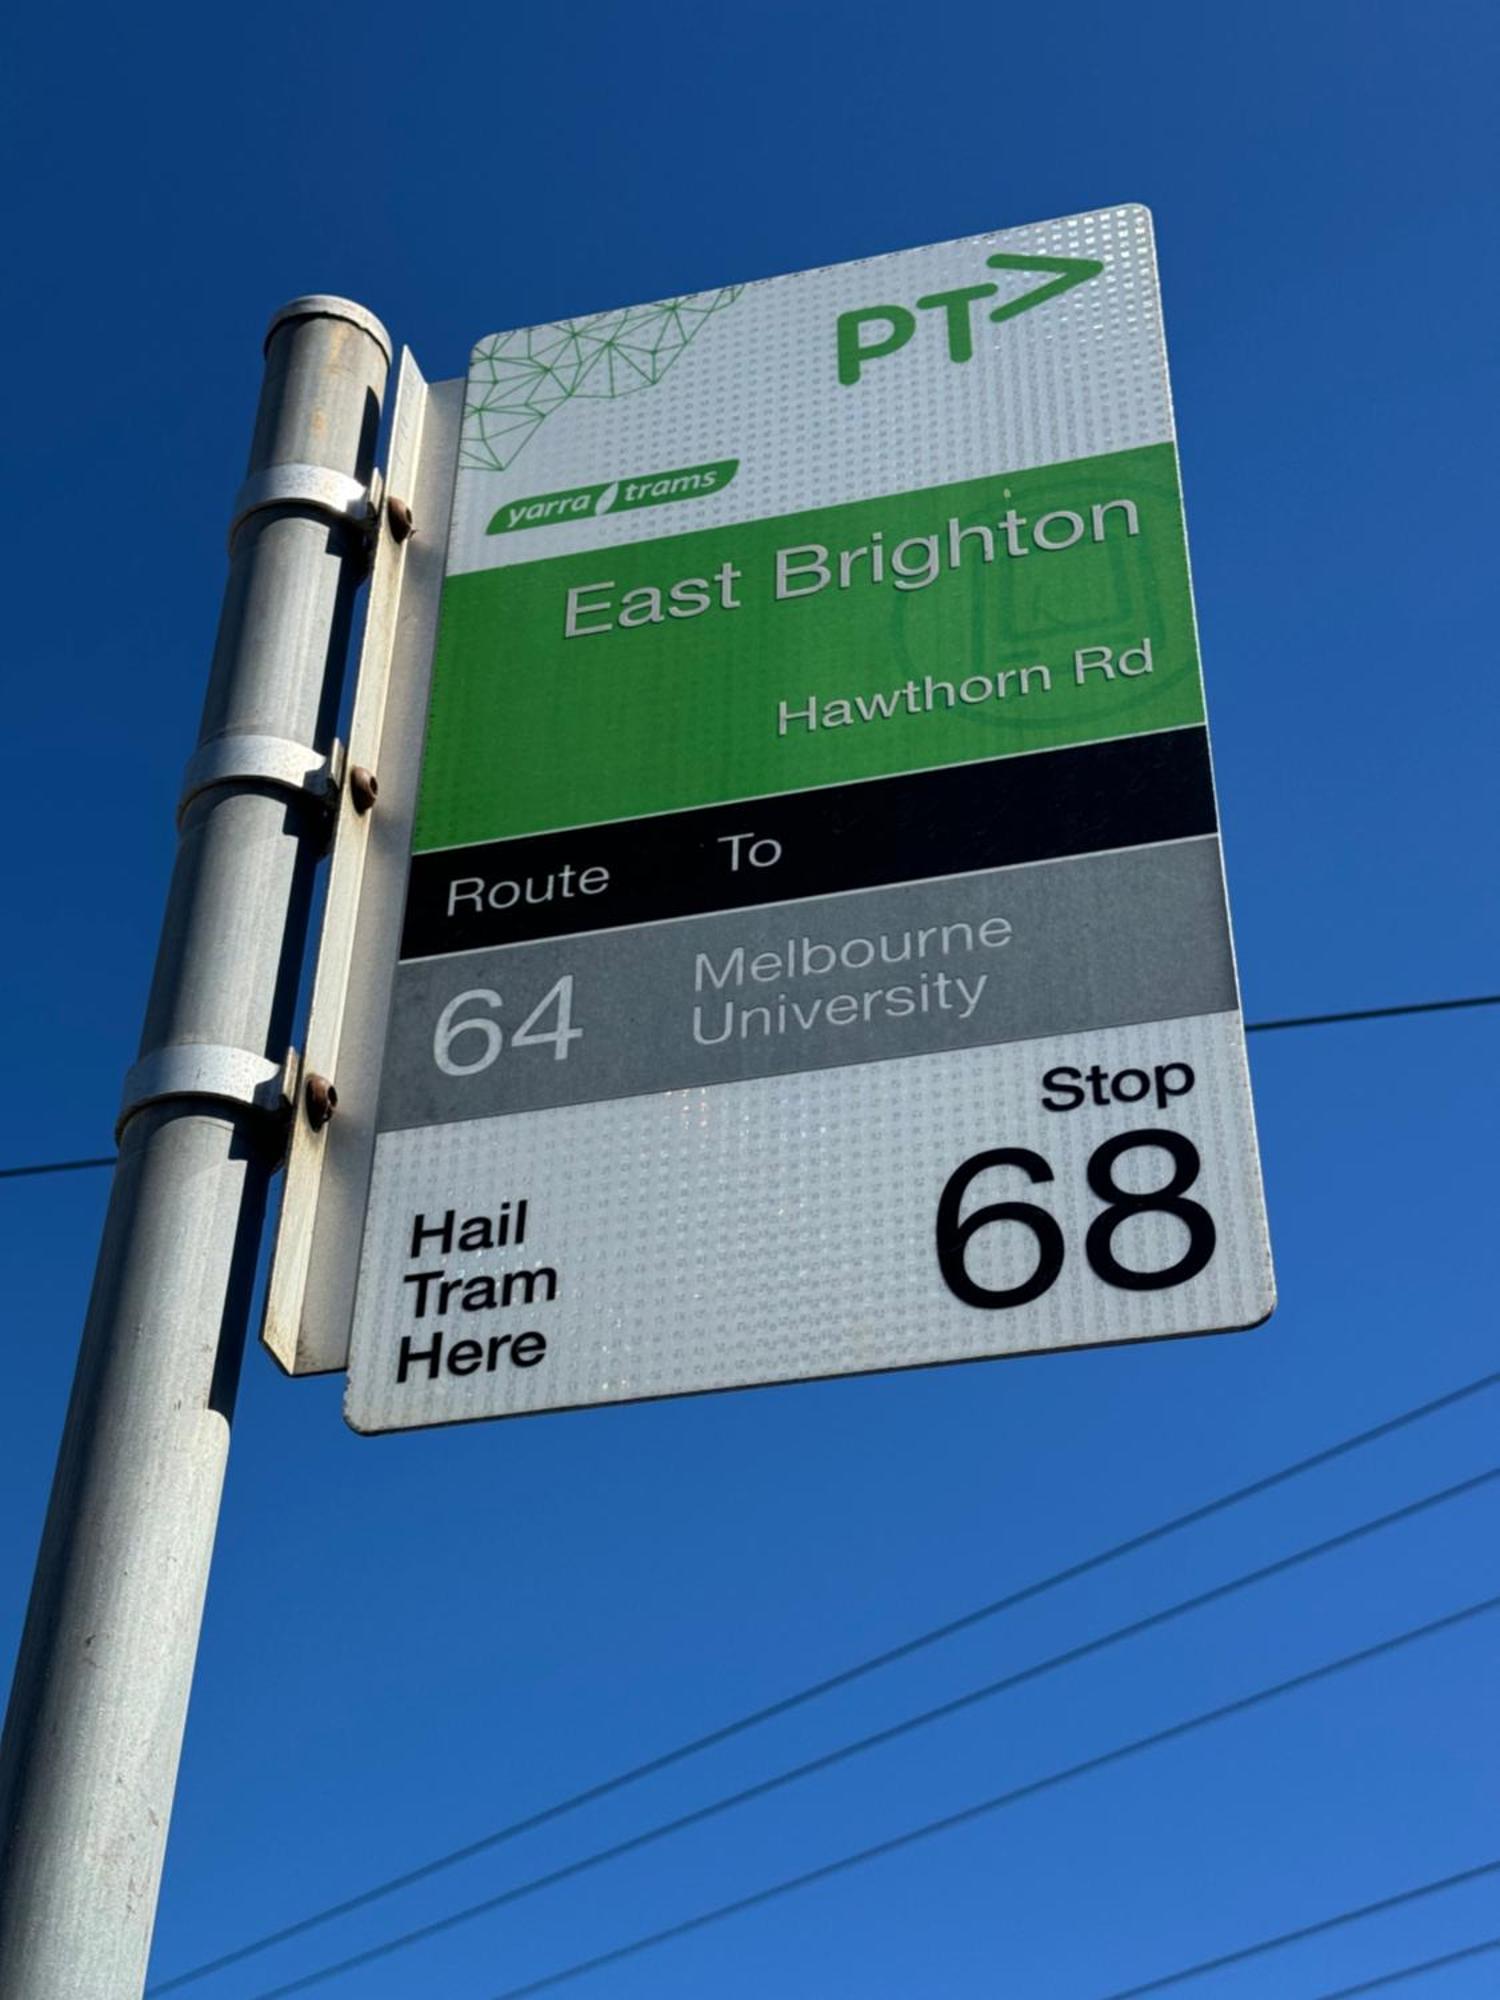 PT>
yarra trams
East Brighton
Hawthorn Rd
Route To
64 Melbourne
University
Stop
68
Hail
Tram
Here